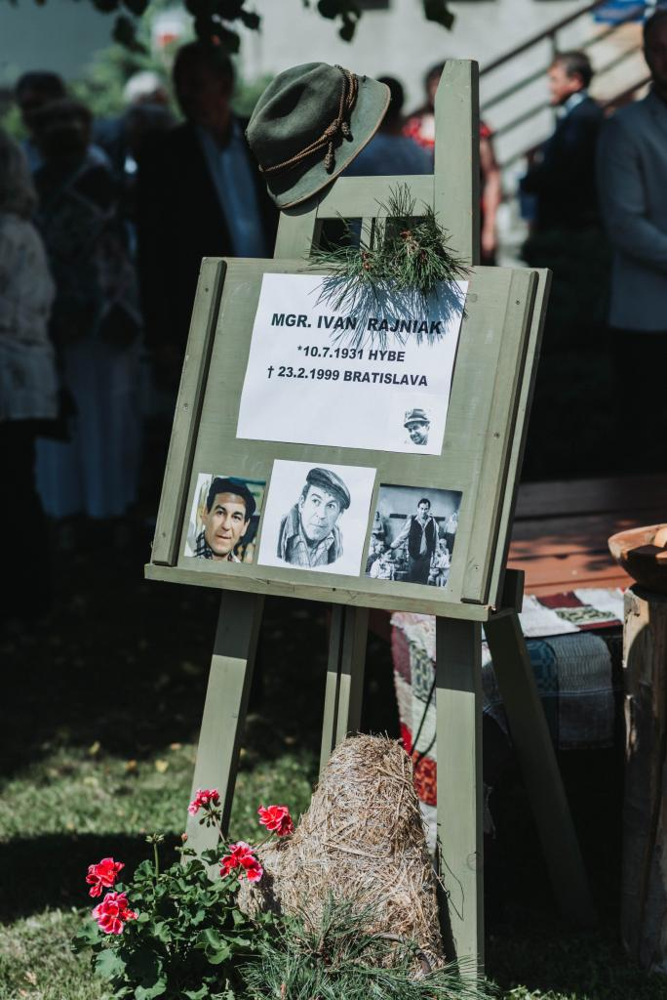 MGR. IVAN RAJNIAK
*10.7.1931 HYBE
† 23.2.1999 BRATISLAVA